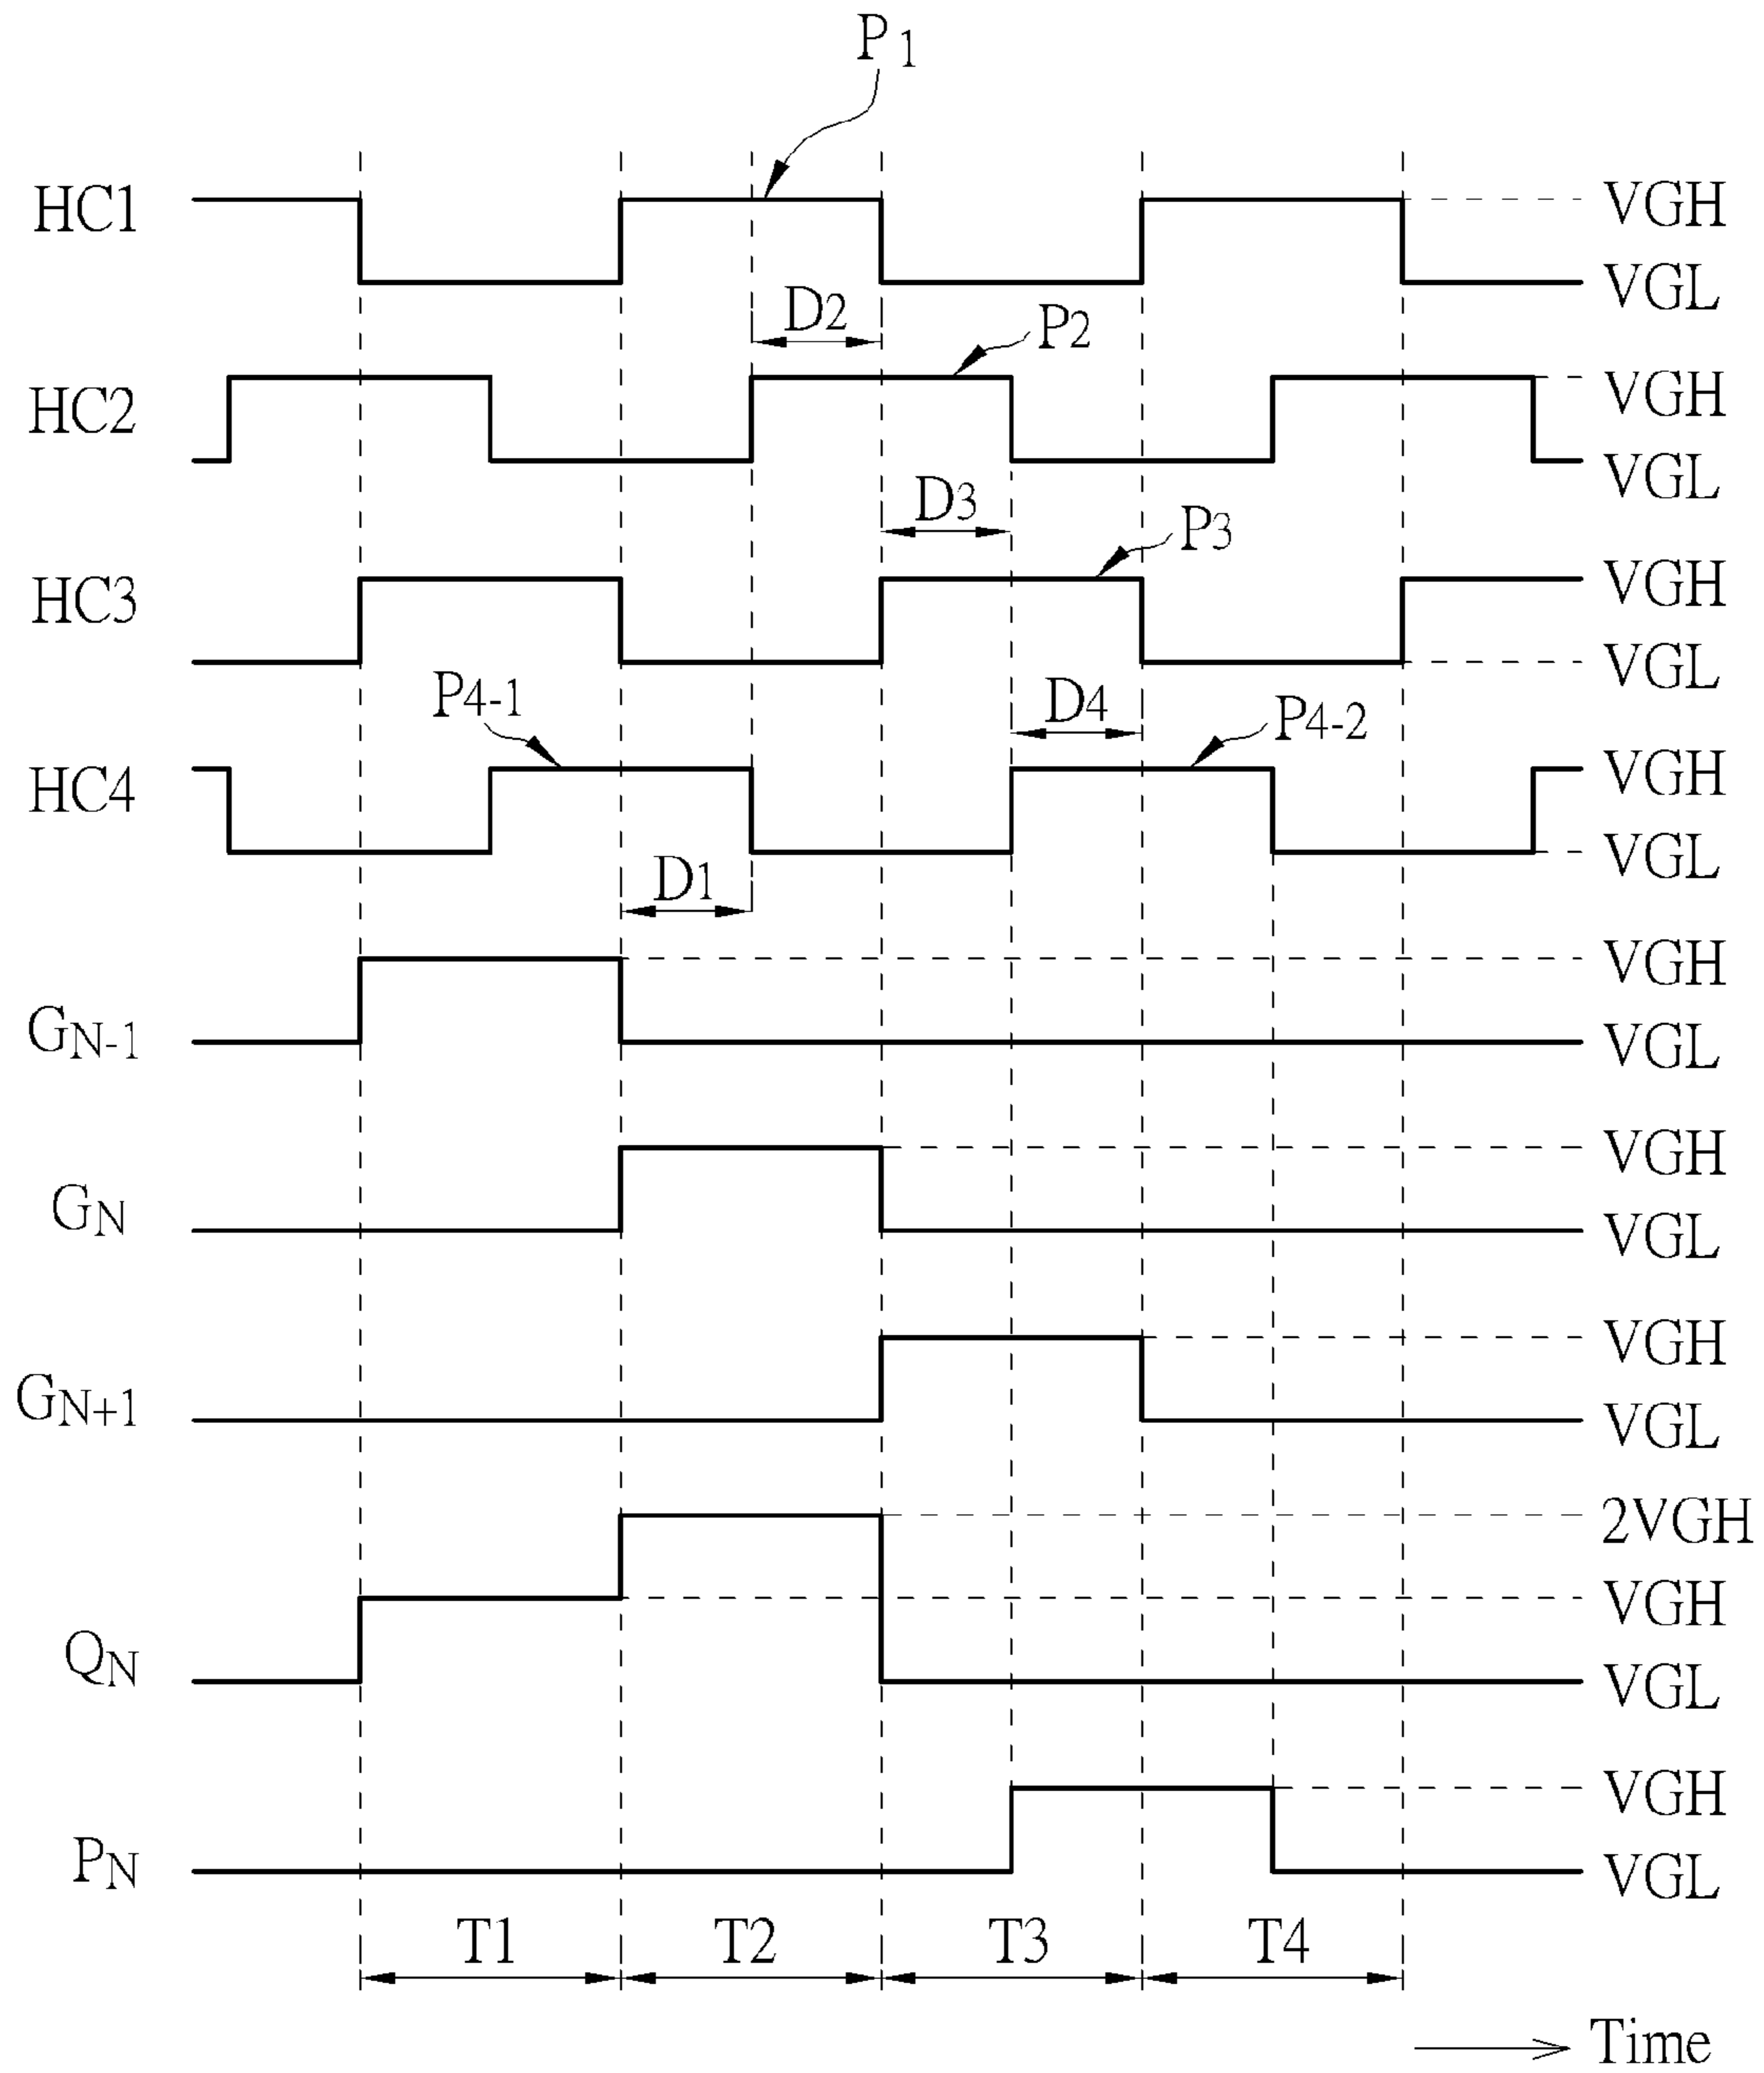 P1
HC1
VGH
VGL
D2
P2
HC2
VGH
VGL
D3
P3
HC3
VGH
VGL
P4-1
D4
P4-2
HC4
VGH
VGL
D1
VGH
GN-1
VGL
VGH
GN
VGL
VGH
GN+1
VGL
2VGH
VGH
QN
VGL
VGH
PN
VGL
T1 T2 T3 T4
Time